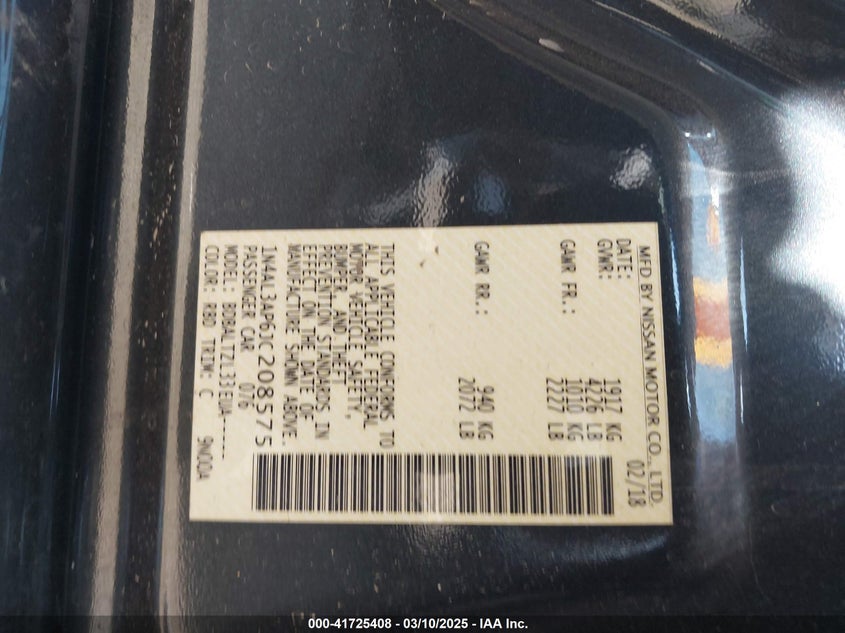 MFD BY NISSAN MOTOR CO., LTD.
DATE: 02/18
GVWR: 1917 KG
4226 LB
GAWR FR.: 1010 KG
2227 LB
GAWR RR.: 940 KG
2072 LB
THIS VEHICLE CONFORMS TO
ALL APPLICABLE FEDERAL
MOTOR VEHICLE SAFETY,
BUMPER, AND THEFT
PREVENTION STANDARDS IN
EFFECT ON THE DATE OF
MANUFACTURE SHOWN ABOVE.
1N4AL3AP6JC208575
PASSENGER CAR 076
MODEL: BDBALTZL33EUA-----
COLOR: RBD TRIM: C 9N00A
000-41725408 — 03/10/2025 — IAA Inc.